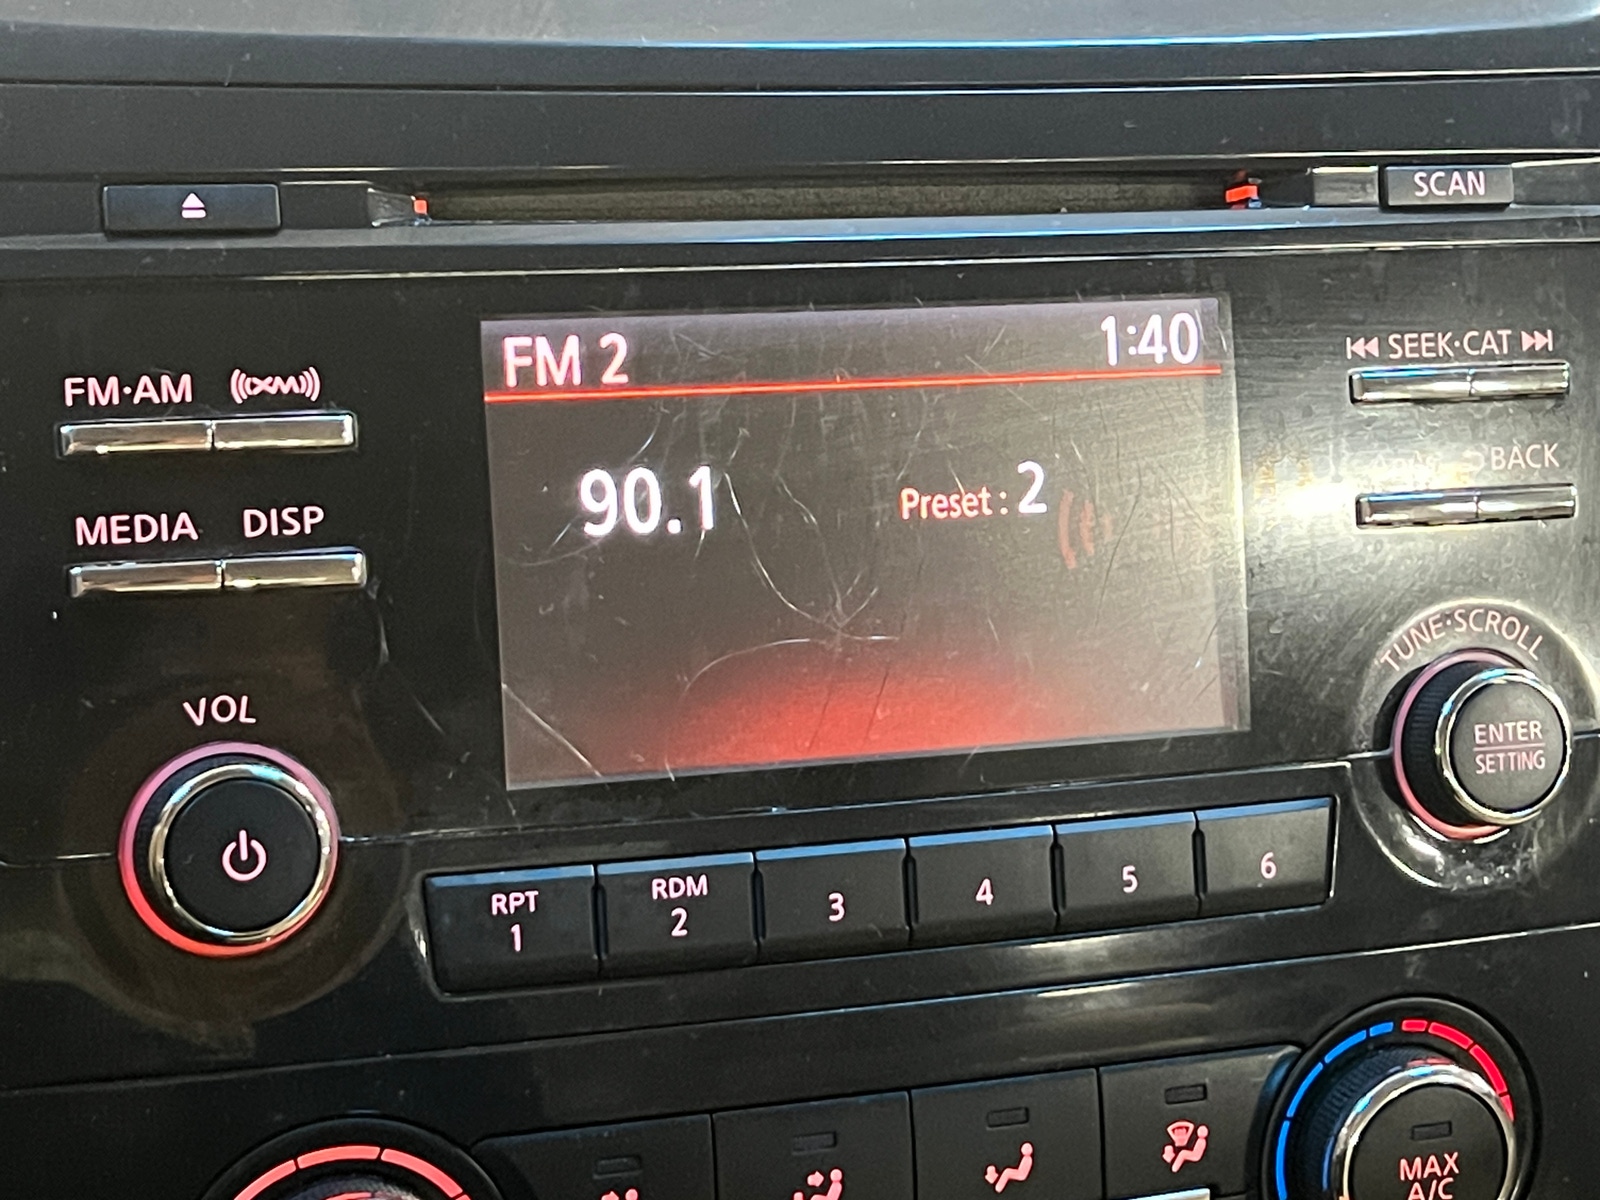 SCAN
FM 2 1:40
SEEK·CAT
FM·AM ((XM))
90.1 Preset : 2
BACK
MEDIA DISP
TUNE·SCROLL
VOL
ENTER
SETTING
RPT
1
RDM
2
3
4
5
6
MAX
A/C